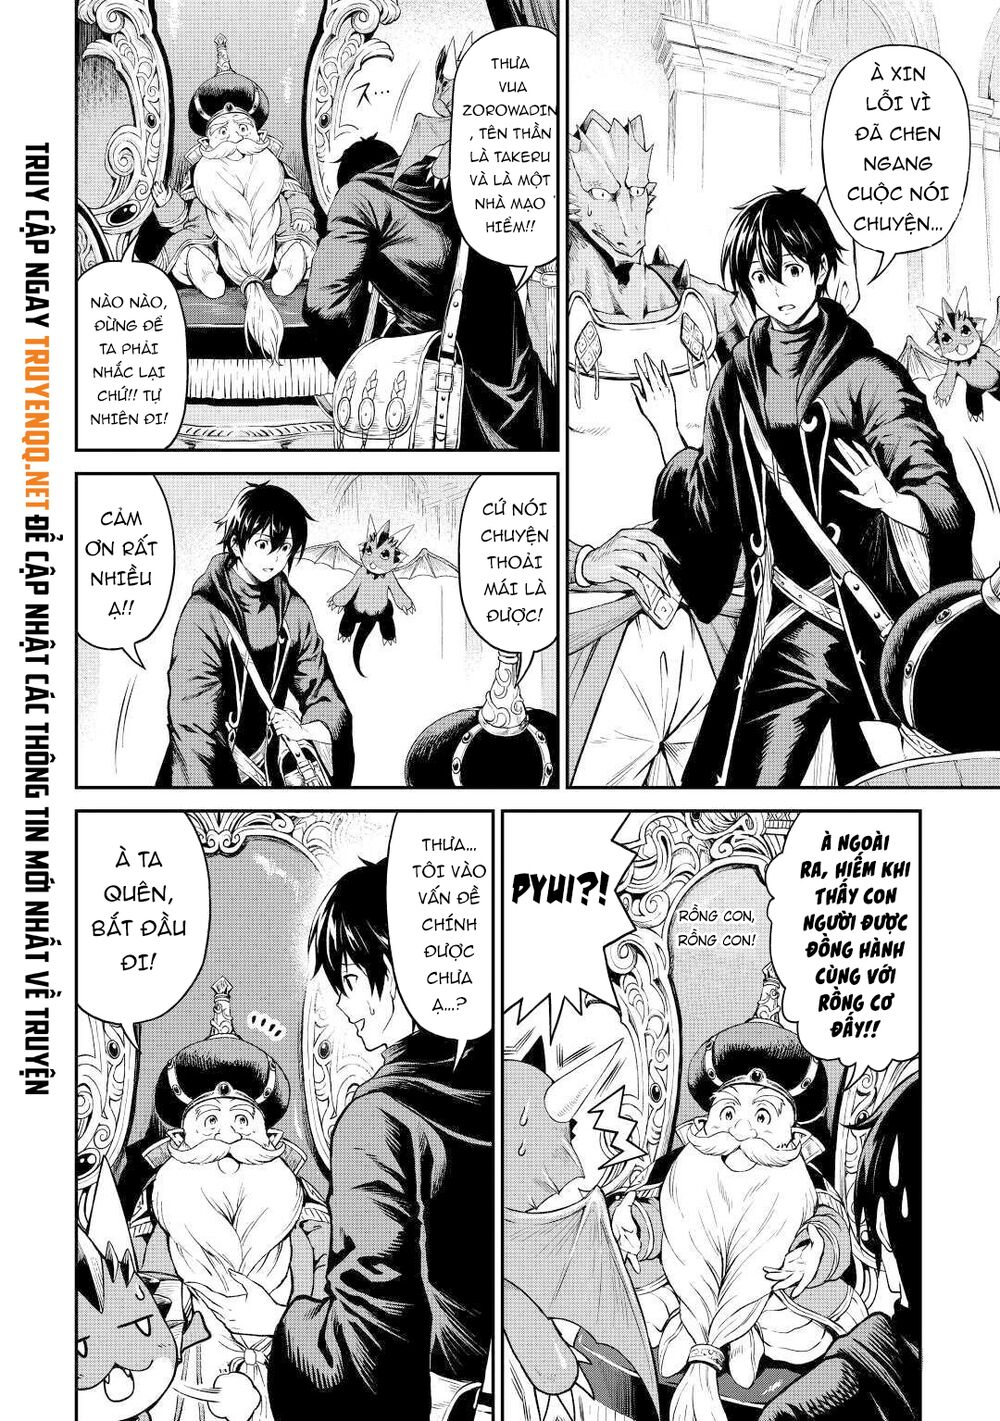 À XIN
LỖI VÌ
ĐÃ CHEN
NGANG
CUỘC NÓI
CHUYỆN...
THƯA
VUA
ZOROWADIN
, TÊN THẦN
LÀ TAKERU
VÀ LÀ MỘT
NHÀ MẠO
HIỂM!!
ス...
NÀO NÀO,
ĐỪNG ĐỂ
TA PHẢI
NHẮC LẠI
CHỨ!! TỰ
NHIÊN ĐI!
CỨ NÓI
CHUYỆN
THOẢI
MÁI LÀ
ĐƯỢC!
CẢM
ƠN RẤT
NHIỀU
Ạ!!
À NGOÀI
RA, HIẾM KHI
THẤY CON
NGƯỜI ĐƯỢC
ĐỒNG HÀNH
CÙNG VỚI
RỒNG CƠ
ĐẤY!!
RỒNG CON,
RỒNG CON!
PYUI?!
THƯA...
TÔI VÀO
VẤN ĐỀ
CHÍNH
ĐƯỢC
CHƯA
Ạ...?
À TA
QUÊN,
BẮT ĐẦU
ĐI!
TRUY CẬP NGAY TRUYENQQ.NET ĐỂ CẬP NHẬT CÁC THÔNG TIN MỚI NHẤT VỀ TRUYỆN